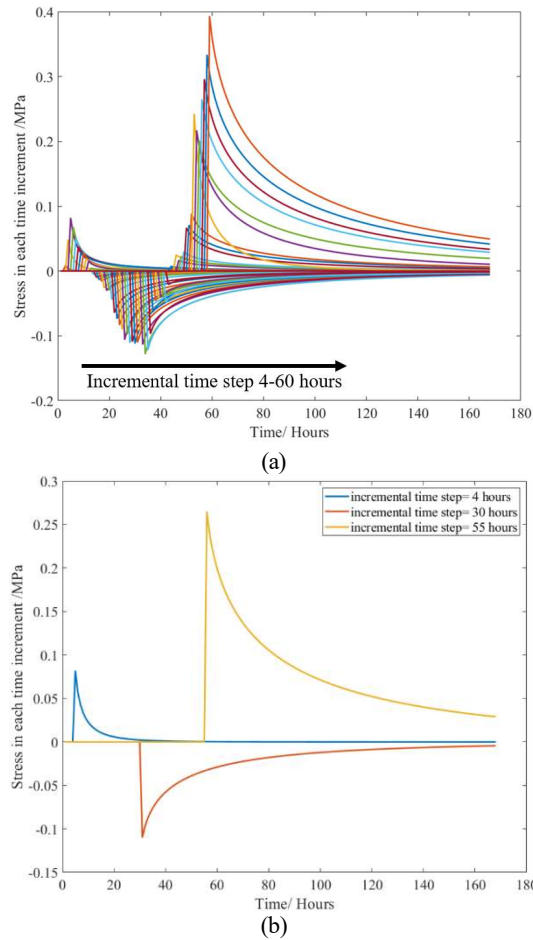 0.4
0.3
0.2
0.1
0
-0.1
-0.2
Stress in each time increment /MPa
Incremental time step 4-60 hours
0 20 40 60 80 100 120 140 160 180
Time/ Hours
(a)
0.3
0.25
0.2
0.15
0.1
0.05
0
-0.05
-0.1
-0.15
Stress in each time increment /MPa
incremental time step= 4 hours
incremental time step= 30 hours
incremental time step= 55 hours
0 20 40 60 80 100 120 140 160 180
Time/ Hours
(b)